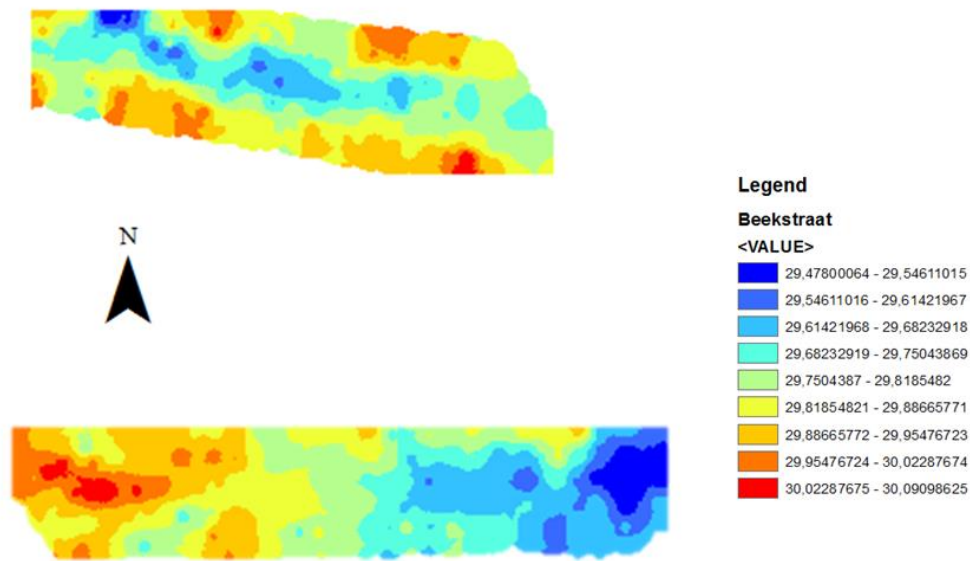 N
Legend
Beekstraat
<VALUE>
29,47800064 - 29,54611015
29,54611016 - 29,61421967
29,61421968 - 29,68232918
29,68232919 - 29,75043869
29,7504387 - 29,8185482
29,81854821 - 29,88665771
29,88665772 - 29,95476723
29,95476724 - 30,02287674
30,02287675 - 30,09098625